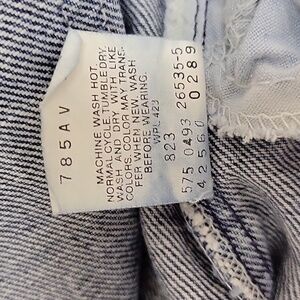 785AV
MACHINE WASH HOT
NORMAL CYCLE. TUMBLE DRY.
WASH AND DRY WITH LIKE
COLORS. COLOR MAY TRANS-
FER WHEN NEW. WASH
BEFORE WEARING.
WPL 423
823 26535-5
575 0493 0289
42560